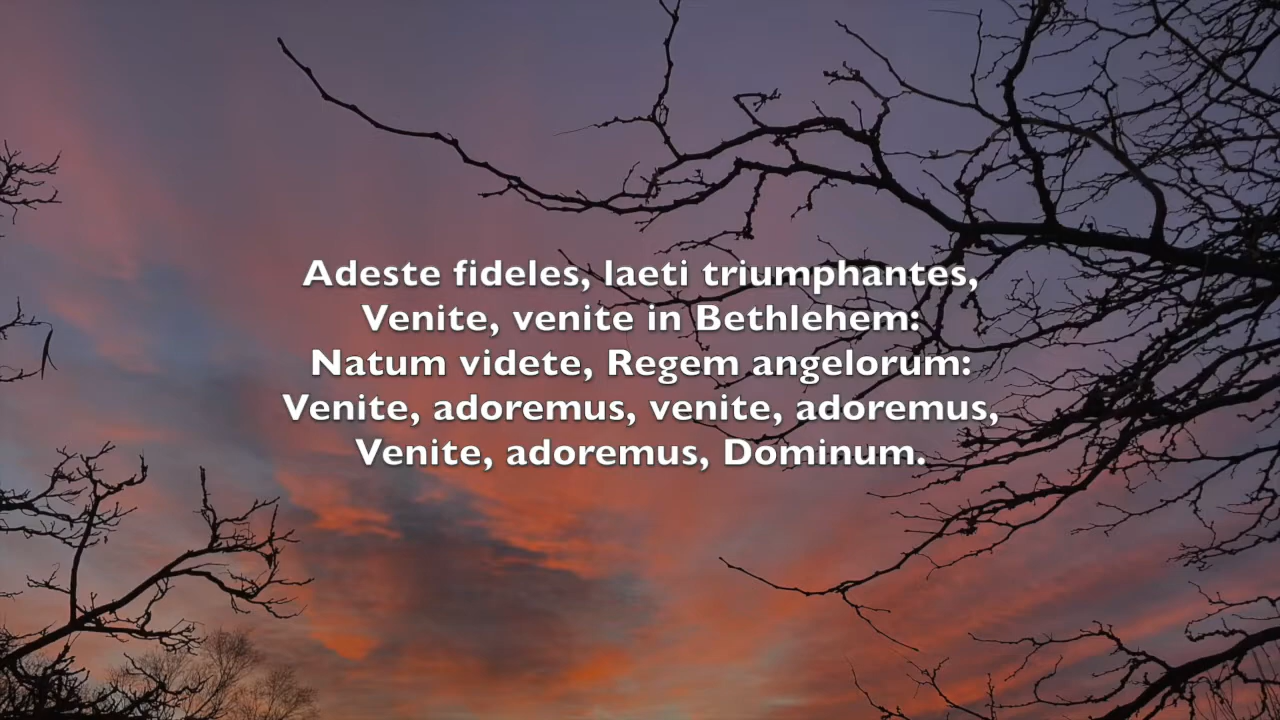 Adeste fideles, laeti triumphantes,
Venite, venite in Bethlehem:
Natum videte, Regem angelorum:
Venite, adoremus, venite, adoremus,
Venite, adoremus, Dominum.